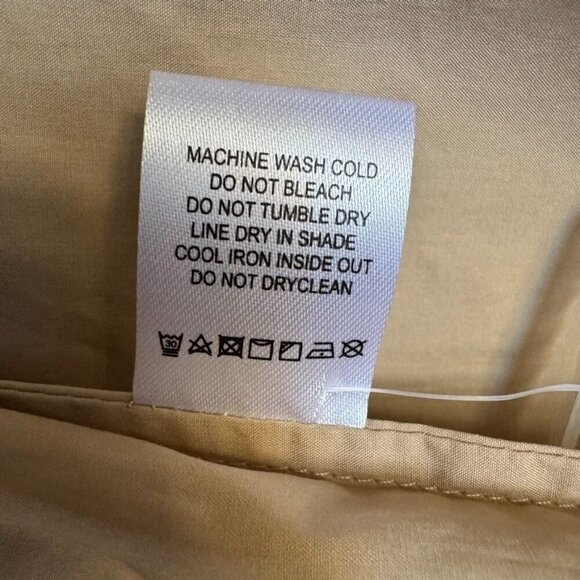 MACHINE WASH COLD
DO NOT BLEACH
DO NOT TUMBLE DRY
LINE DRY IN SHADE
COOL IRON INSIDE OUT
DO NOT DRYCLEAN
30